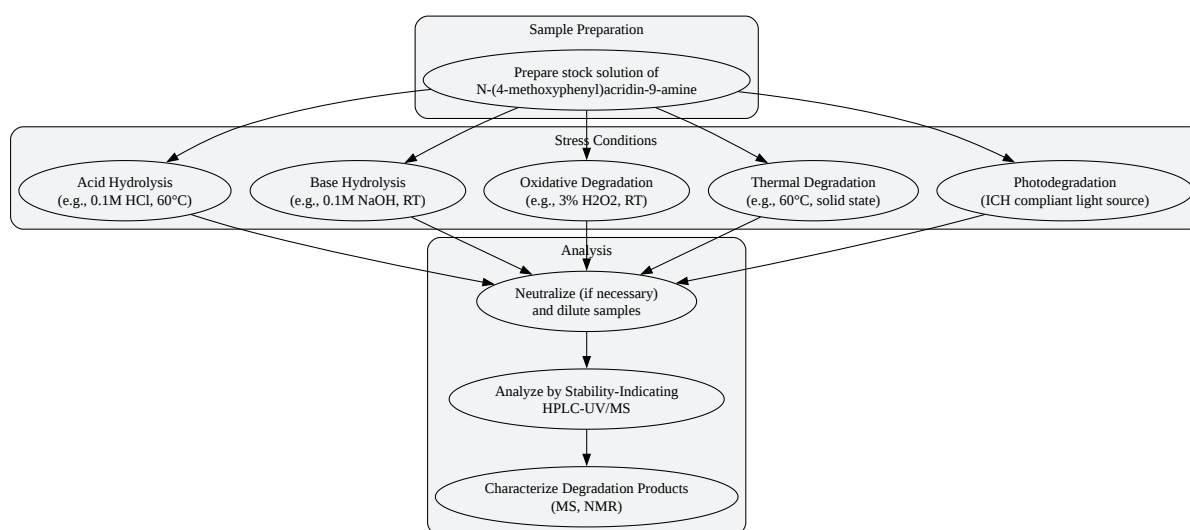 Sample Preparation
Prepare stock solution of
N-(4-methoxyphenyl)acridin-9-amine
Stress Conditions
Acid Hydrolysis
(e.g., 0.1M HCl, 60°C)
Base Hydrolysis
(e.g., 0.1M NaOH, RT)
Oxidative Degradation
(e.g., 3% H2O2, RT)
Thermal Degradation
(e.g., 60°C, solid state)
Photodegradation
(ICH compliant light source)
Analysis
Neutralize (if necessary)
and dilute samples
Analyze by Stability-Indicating
HPLC-UV/MS
Characterize Degradation Products
(MS, NMR)